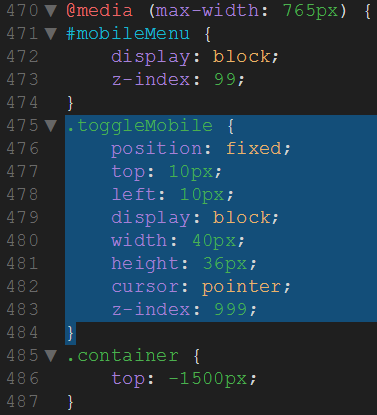 470 ▼ @media (max-width: 765px) {
471 ▼ #mobileMenu {
472 display: block;
473 z-index: 99;
474 }
475 ▼ .toggleMobile {
476 position: fixed;
477 top: 10px;
478 left: 10px;
479 display: block;
480 width: 40px;
481 height: 36px;
482 cursor: pointer;
483 z-index: 999;
484 }
485 ▼ .container {
486 top: -1500px;
487 }